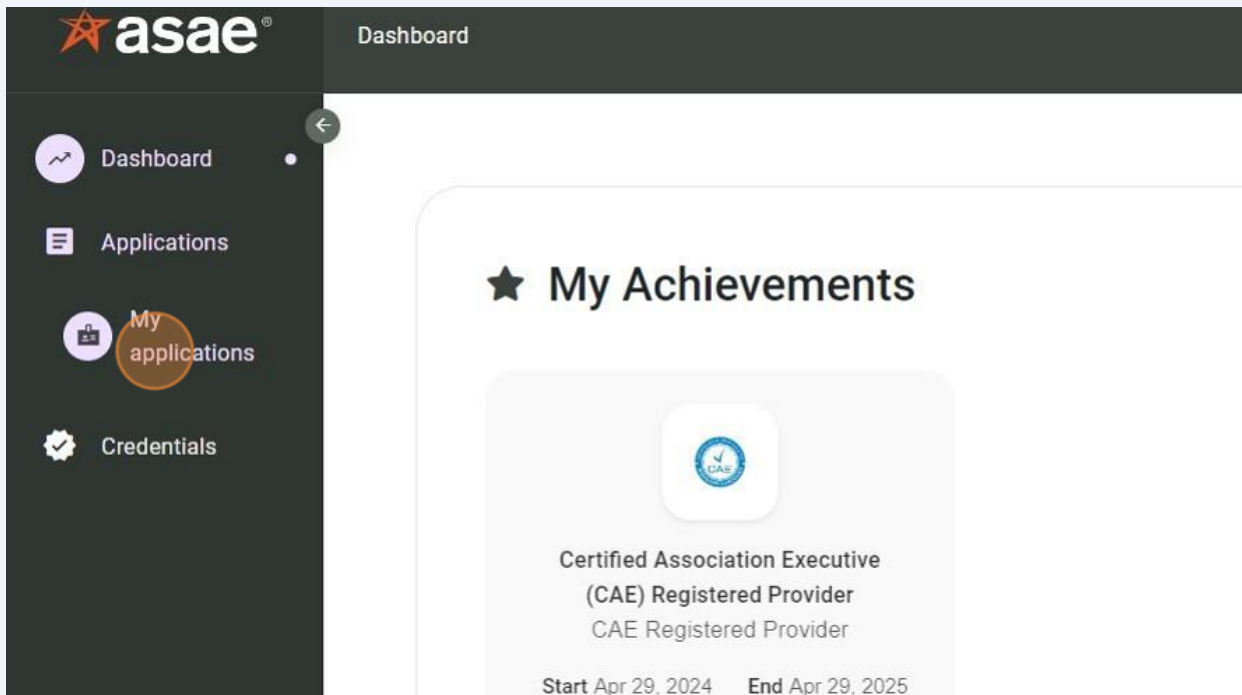 asae®
Dashboard
Dashboard
Applications
My
applications
Credentials
My Achievements
CAE
Certified Association Executive
(CAE) Registered Provider
CAE Registered Provider
Start Apr 29, 2024 End Apr 29, 2025